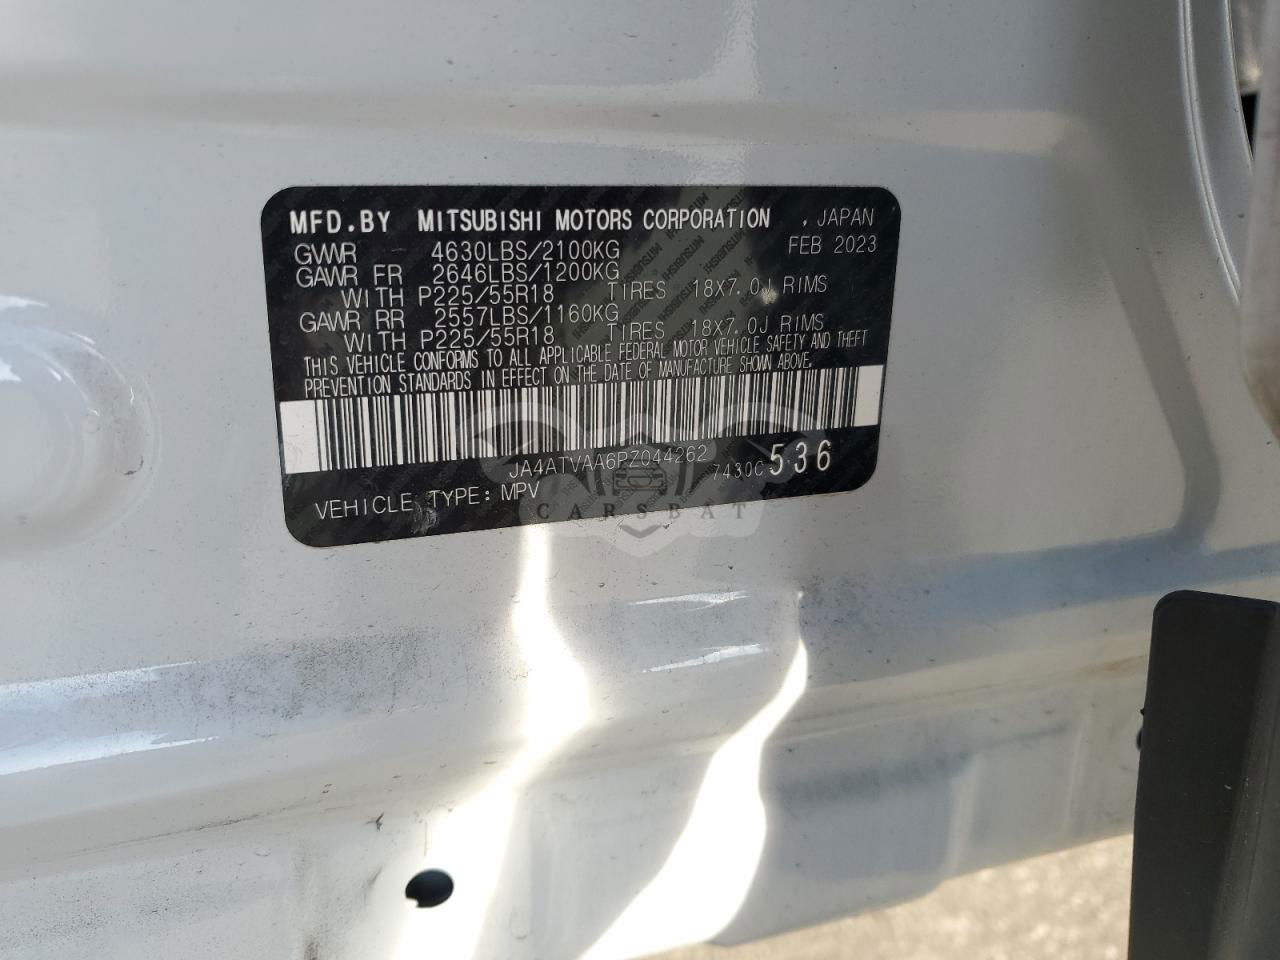 MFD.BY MITSUBISHI MOTORS CORPORATION , JAPAN
GVWR 4630LBS/2100KG FEB 2023
GAWR FR 2646LBS/1200KG
WITH P225/55R18 TIRES 18X7.0J RIMS
GAWR RR 2557LBS/1160KG
WITH P225/55R18 TIRES 18X7.0J RIMS
THIS VEHICLE CONFORMS TO ALL APPLICABLE FEDERAL MOTOR VEHICLE SAFETY AND THEFT
PREVENTION STANDARDS IN EFFECT ON THE DATE OF MANUFACTURE SHOWN ABOVE.
JA4ATVAA6PZ044262 7430C 536
VEHICLE TYPE: MPV
CARSBAT